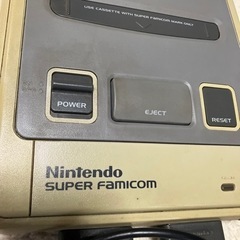 USE CASSETTE WITH SUPER FAMICOM MARK ONLY
POWER
EJECT
RESET
Nintendo
SUPER FAMICOM